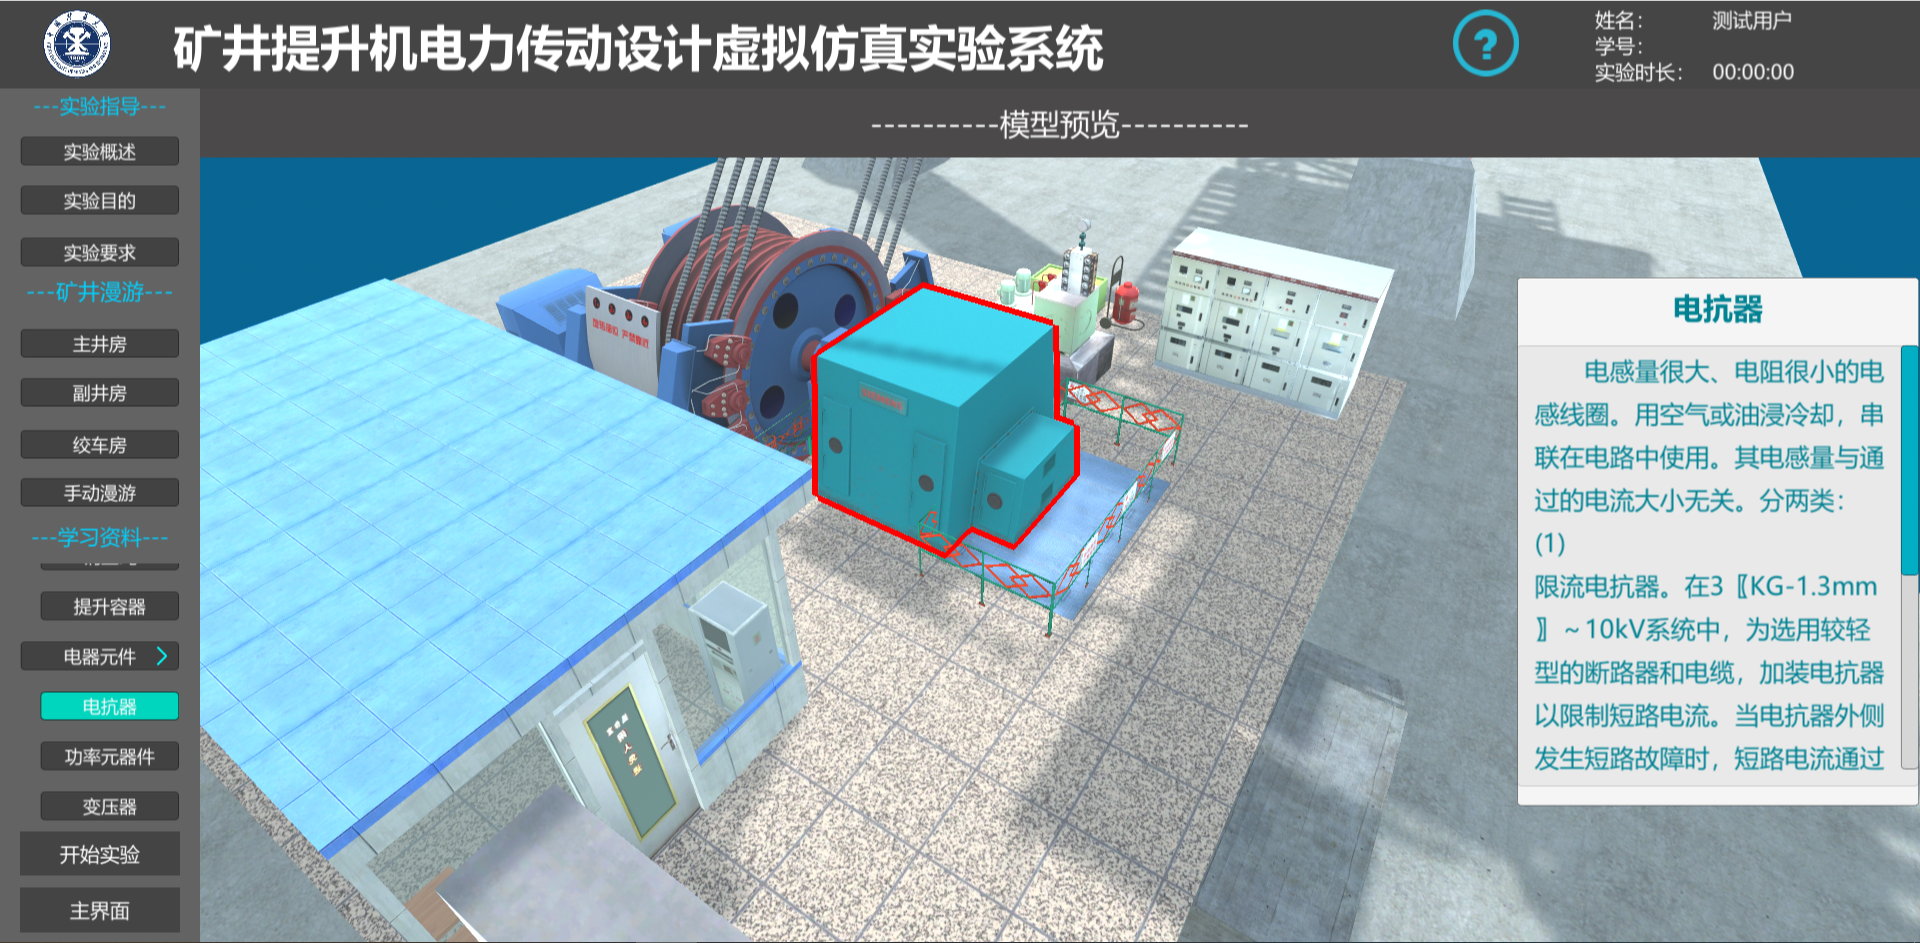 矿井提升机电力传动设计虚拟仿真实验系统
?
姓名： 测试用户
学号：
实验时长： 00:00:00
---实验指导---
实验概述
实验目的
实验要求
---矿井漫游---
主井房
副井房
绞车房
手动漫游
---学习资料---
提升容器
电器元件
电抗器
功率元器件
变压器
开始实验
主界面
----------模型预览----------
电抗器
电感量很大、电阻很小的电
感线圈。用空气或油浸冷却，串
联在电路中使用。其电感量与通
过的电流大小无关。分两类：
(1)
限流电抗器。在3〖KG-1.3mm
〗～10kV系统中，为选用较轻
型的断路器和电缆，加装电抗器
以限制短路电流。当电抗器外侧
发生短路故障时，短路电流通过